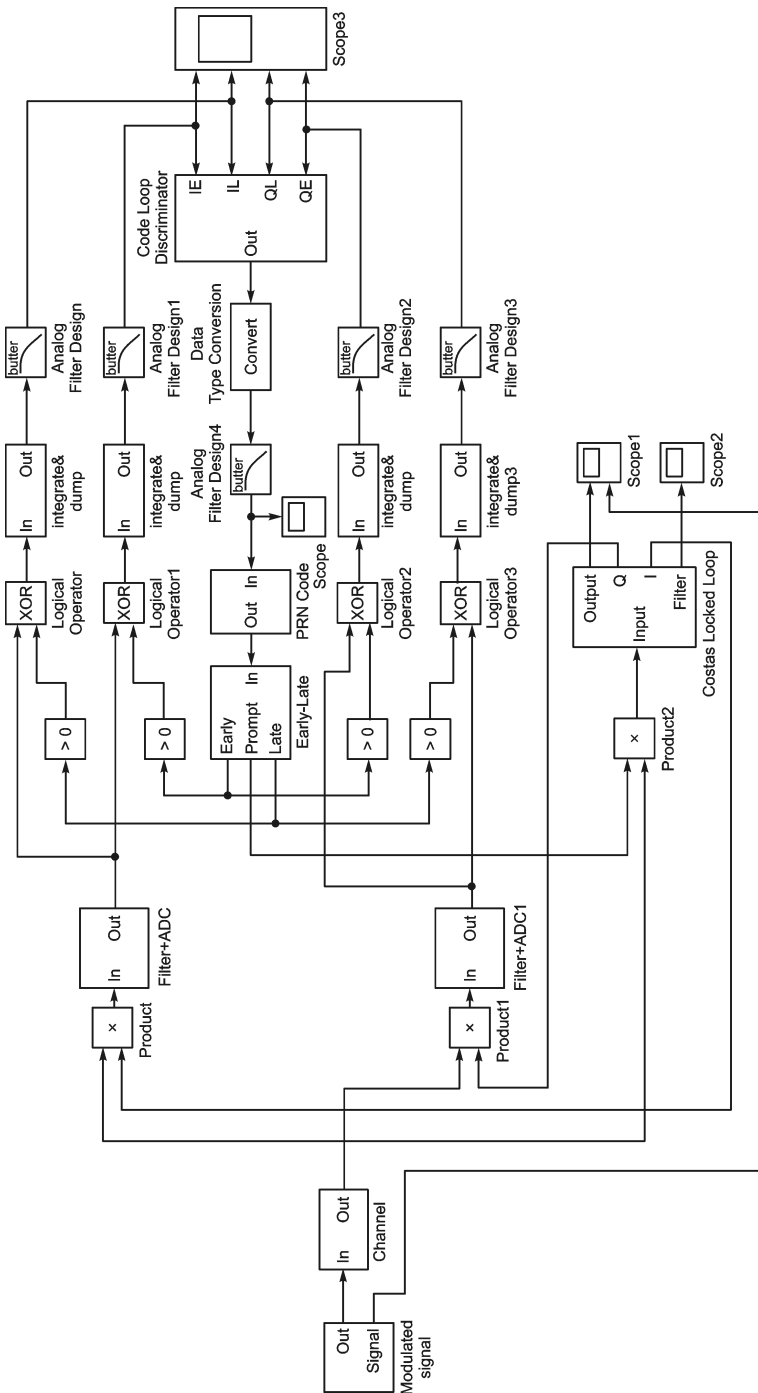 Modulated
signal
Out
Signal
Channel
In
Out
Product
×
Filter+ADC
In
Out
Product1
×
Filter+ADC1
In
Out
> 0
> 0
> 0
> 0
Early
Prompt
Late
In
Early-Late
Out
In
PRN Code
Scope
XOR
Logical
Operator
XOR
Logical
Operator1
XOR
Logical
Operator2
XOR
Logical
Operator3
In
Out
integrate&
dump
In
Out
integrate&
dump
In
Out
integrate&
dump
In
Out
integrate&
dump3
butter
Analog
Filter Design
butter
Analog
Filter Design1
butter
Analog
Filter Design4
butter
Analog
Filter Design2
butter
Analog
Filter Design3
Data
Type Conversion
Convert
Code Loop
Discriminator
Out
IE
IL
QL
QE
Scope3
×
Product2
Input
Output
Q
I
Filter
Costas Locked Loop
Scope1
Scope2